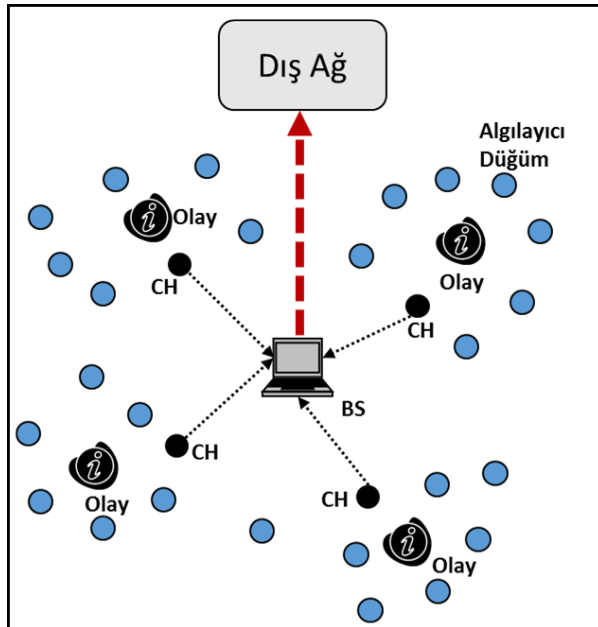 Dış Ağ
Algılayıcı
Düğüm
i
Olay
i
Olay
CH
CH
BS
CH
i
Olay
CH
i
Olay